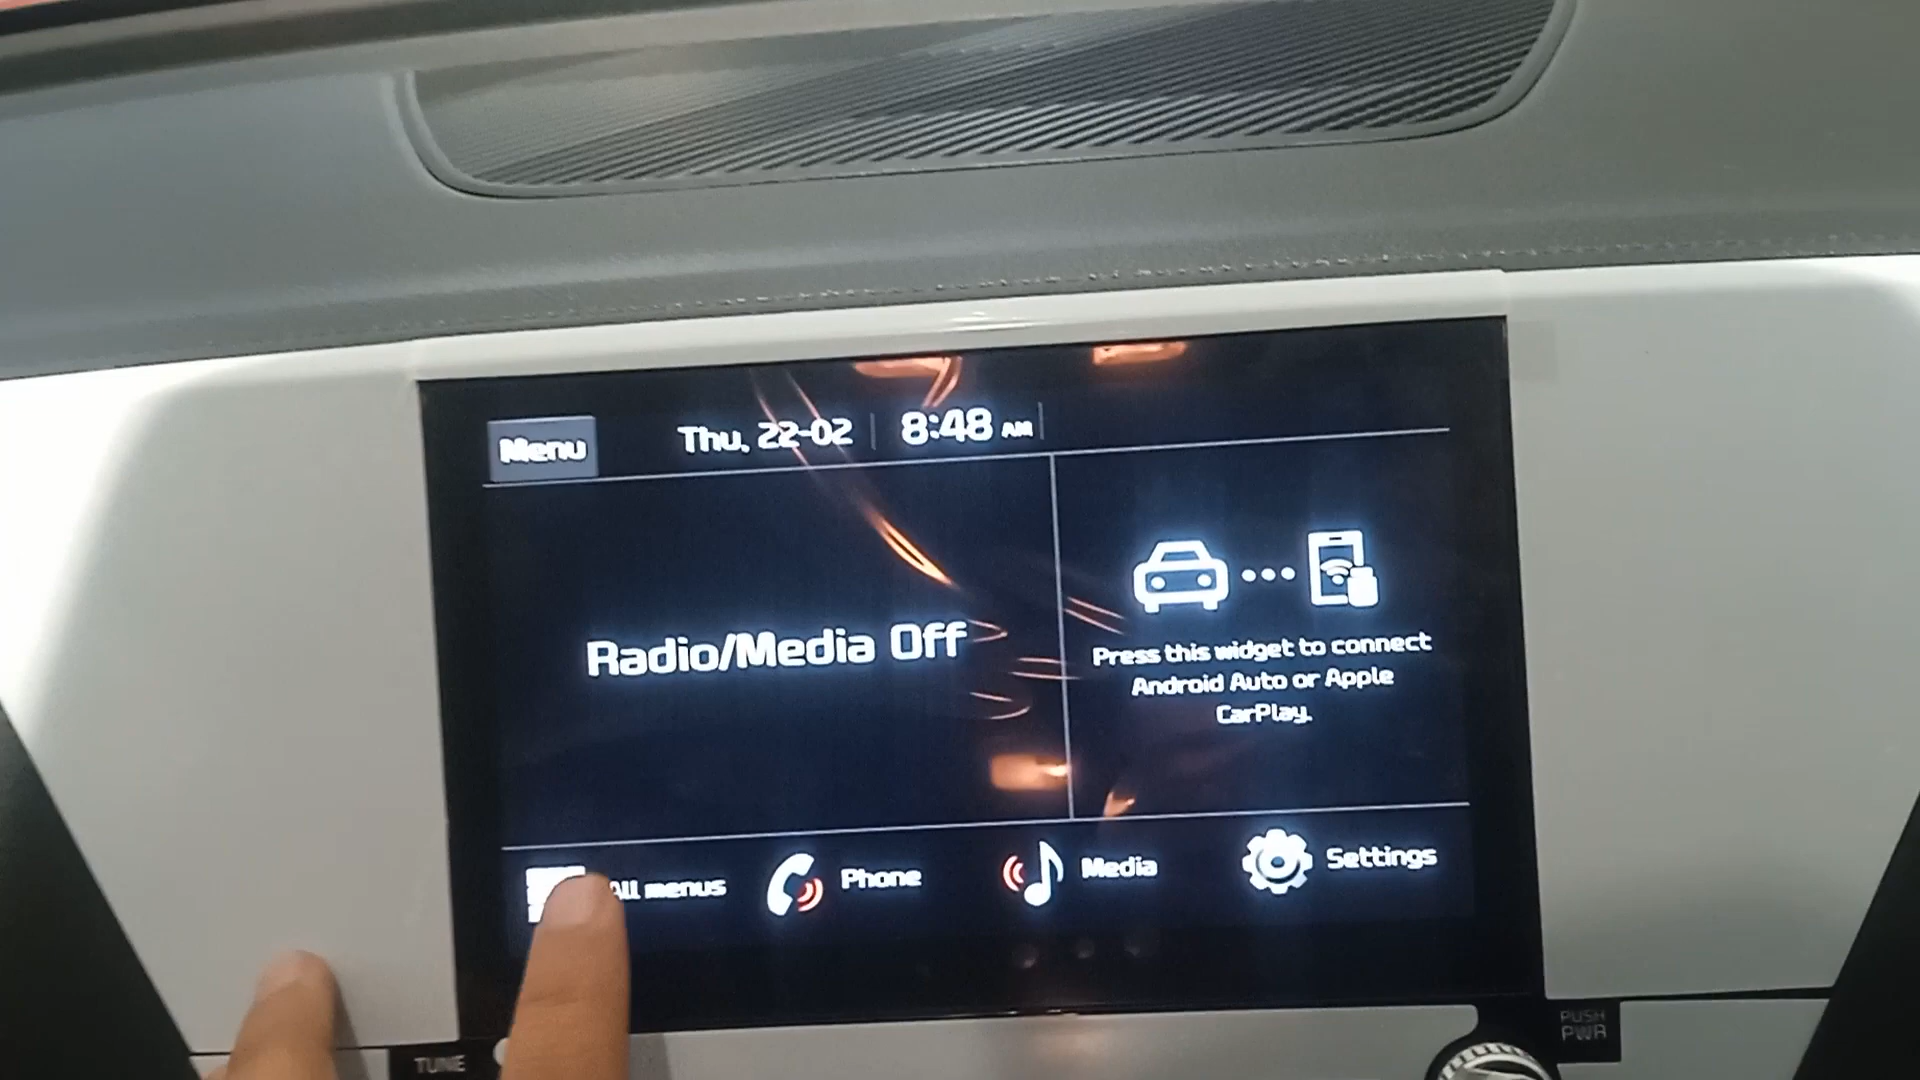 Menu
Thu, 22-02
8:48 AM
Radio/Media Off
Press this widget to connect
Android Auto or Apple
CarPlay.
All menus
Phone
Media
Settings
TUNE
PUSH
PWR